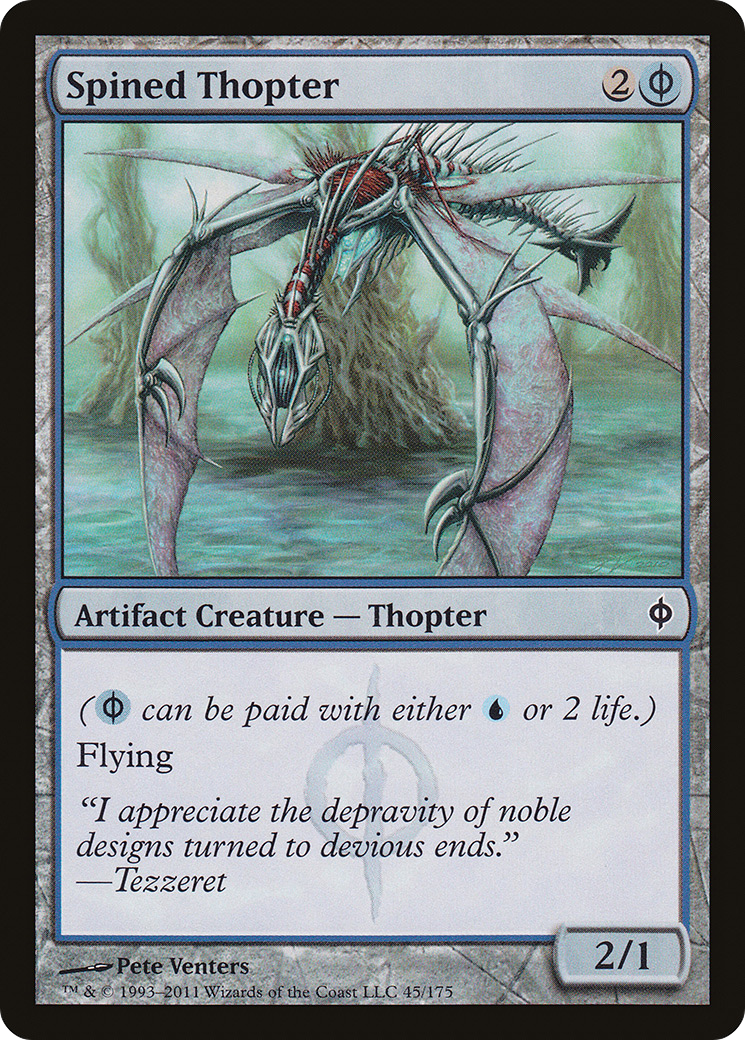 Spined Thopter 2
Artifact Creature — Thopter
( can be paid with either or 2 life.)
Flying
“I appreciate the depravity of noble
designs turned to devious ends.”
—Tezzeret
2/1
Pete Venters
™ & © 1993–2011 Wizards of the Coast LLC 45/175